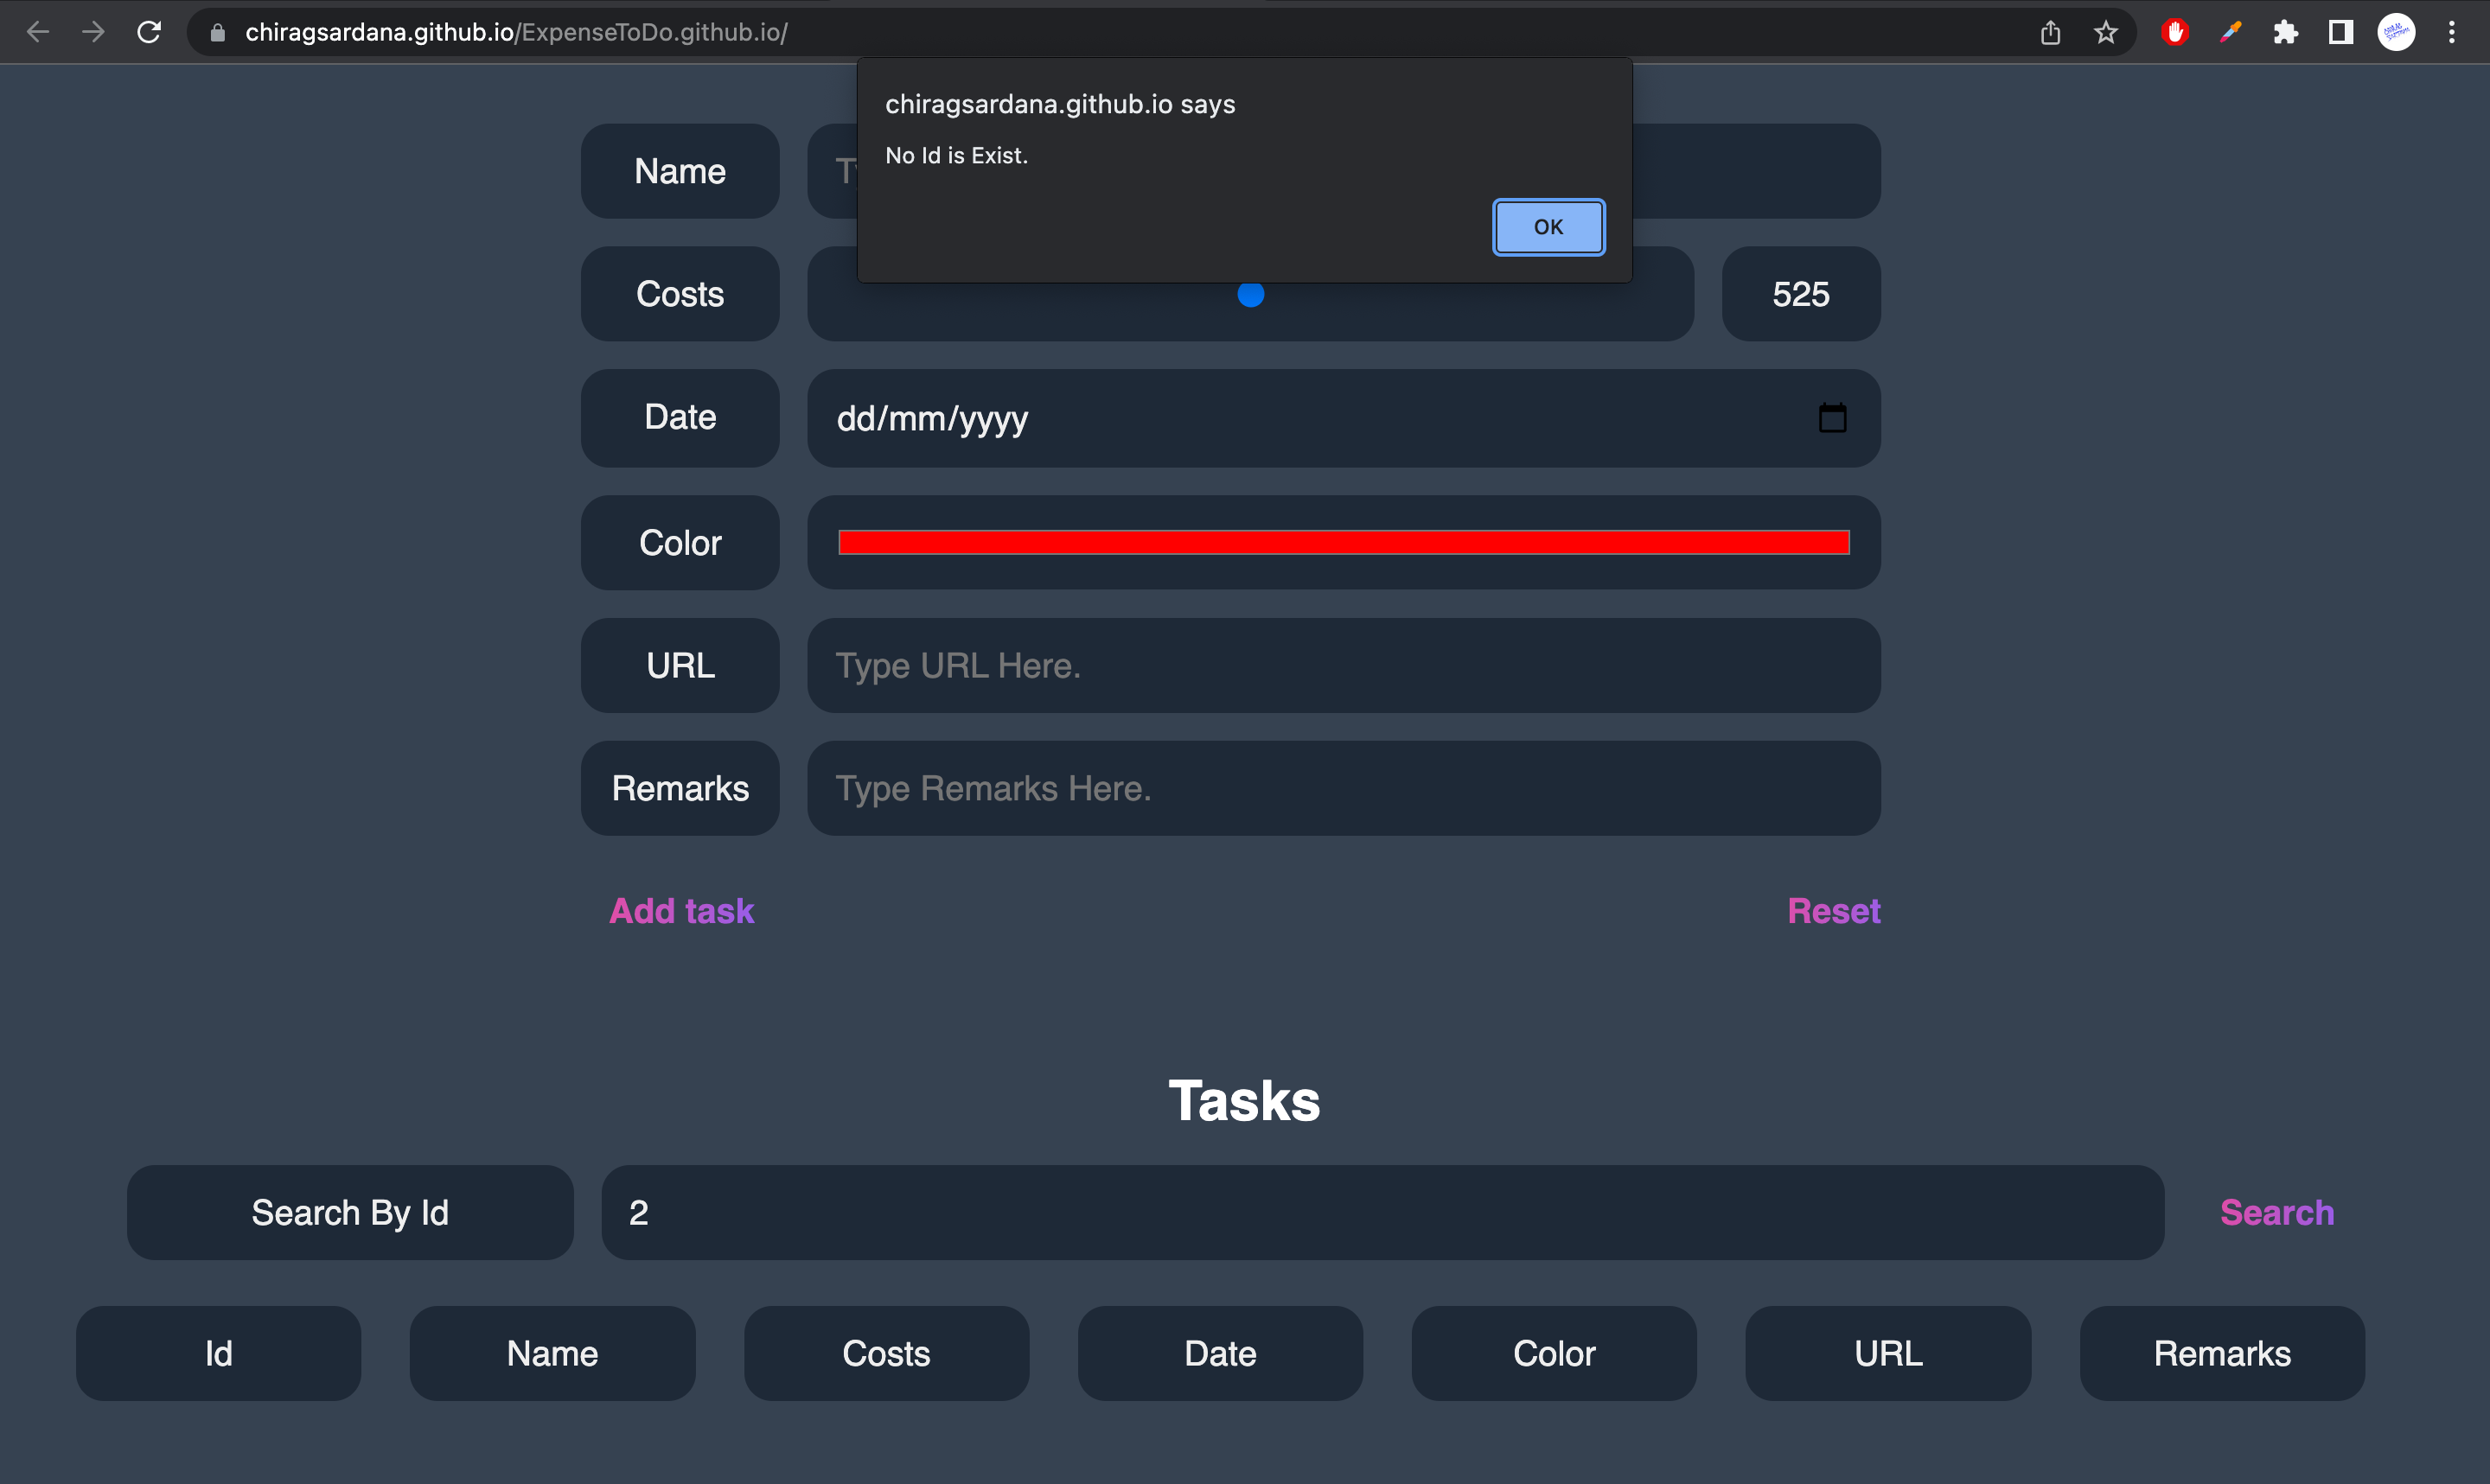 chiragsardana.github.io/ExpenseToDo.github.io/
chiragsardana.github.io says
No Id is Exist.
OK
Name
Costs
525
Date
dd/mm/yyyy
Color
URL
Type URL Here.
Remarks
Type Remarks Here.
Add task
Reset
Tasks
Search By Id
2
Search
Id
Name
Costs
Date
Color
URL
Remarks